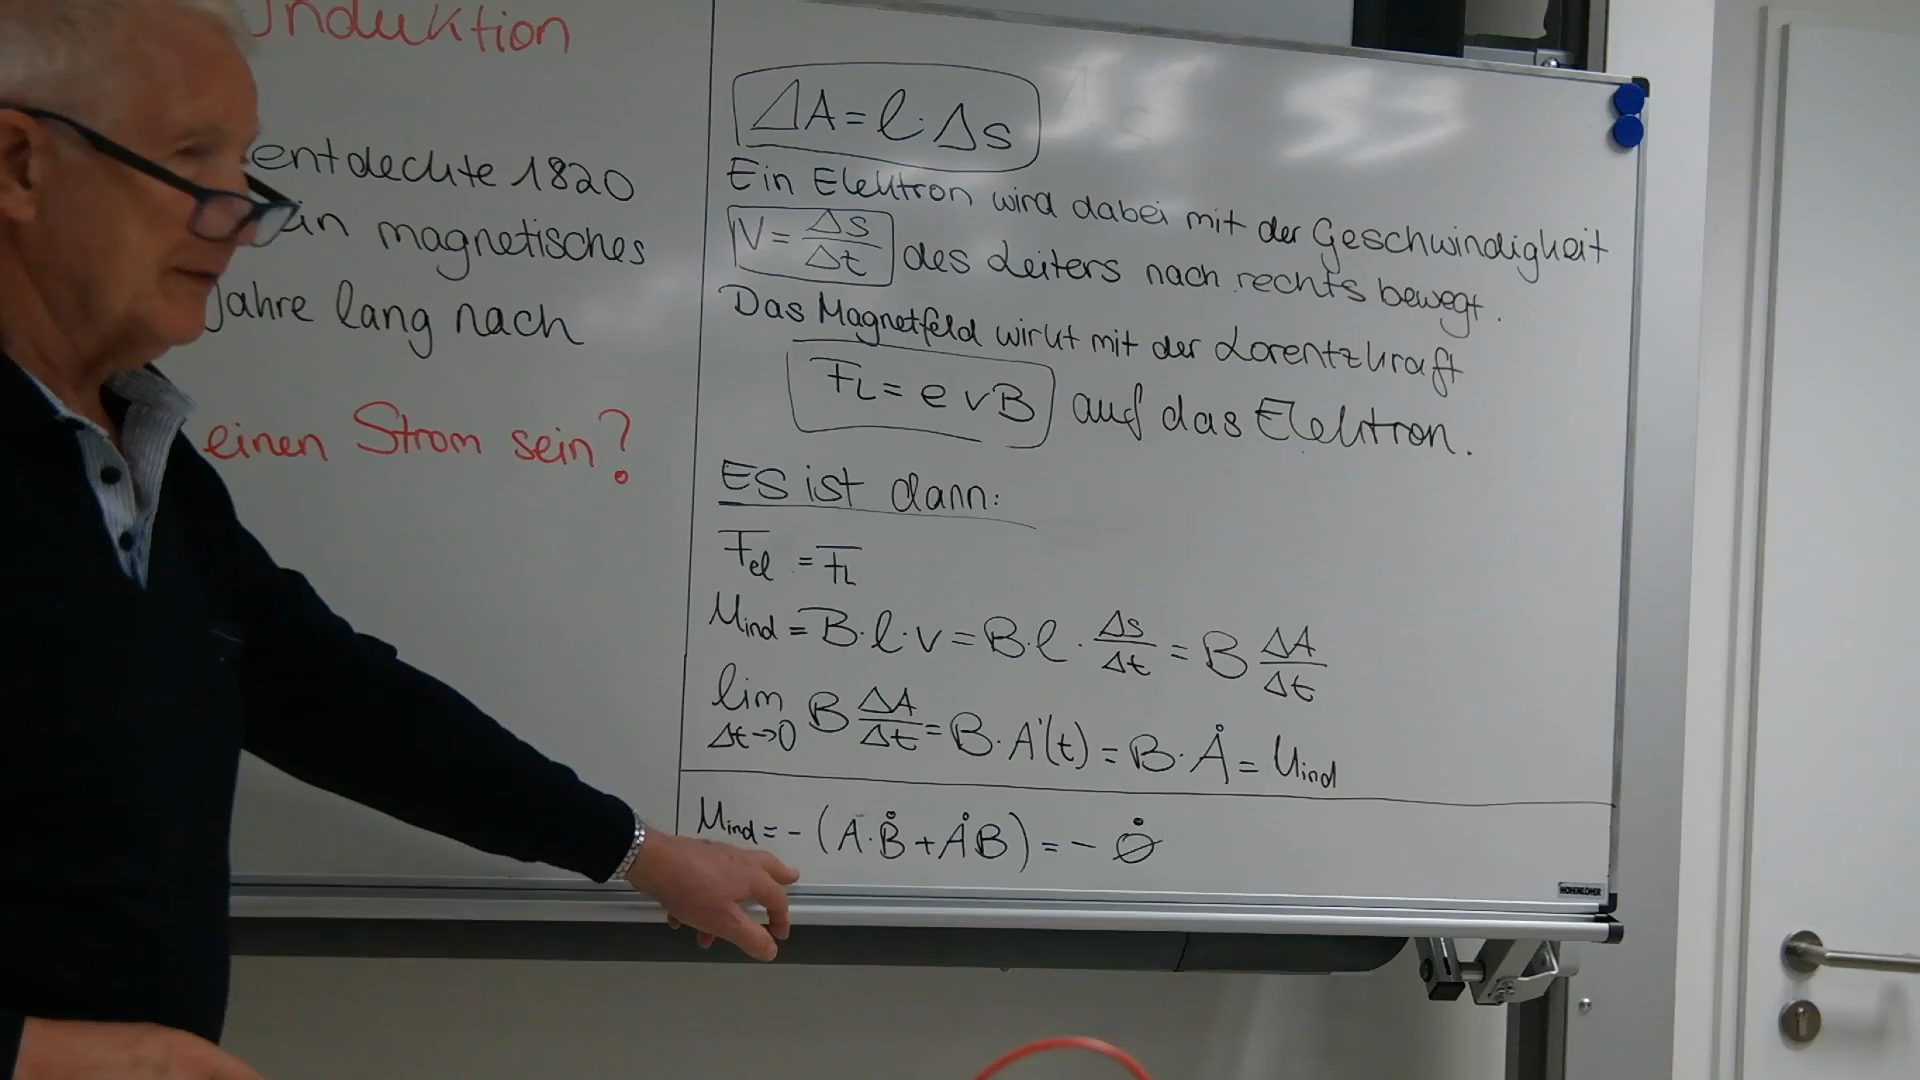 Induktion
entdeckte 1820
ein magnetisches
Jahre lang nach
einen Strom sein?
ΔA = l · Δs
Ein Elektron wird dabei mit der Geschwindigkeit
V = Δs/Δt des Leiters nach rechts bewegt.
Das Magnetfeld wirkt mit der Lorentzkraft
FL = e v B auf das Elektron.
ES ist dann:
Fel = FL
Uind = B · l · v = B · l · Δs/Δt = B ΔA/Δt
lim Δt→0 B ΔA/Δt = B · A'(t) = B · Ȧ = Uind
Uind = - (A · Ḃ + ȦB) = - Ø̇
HOHENLOHER